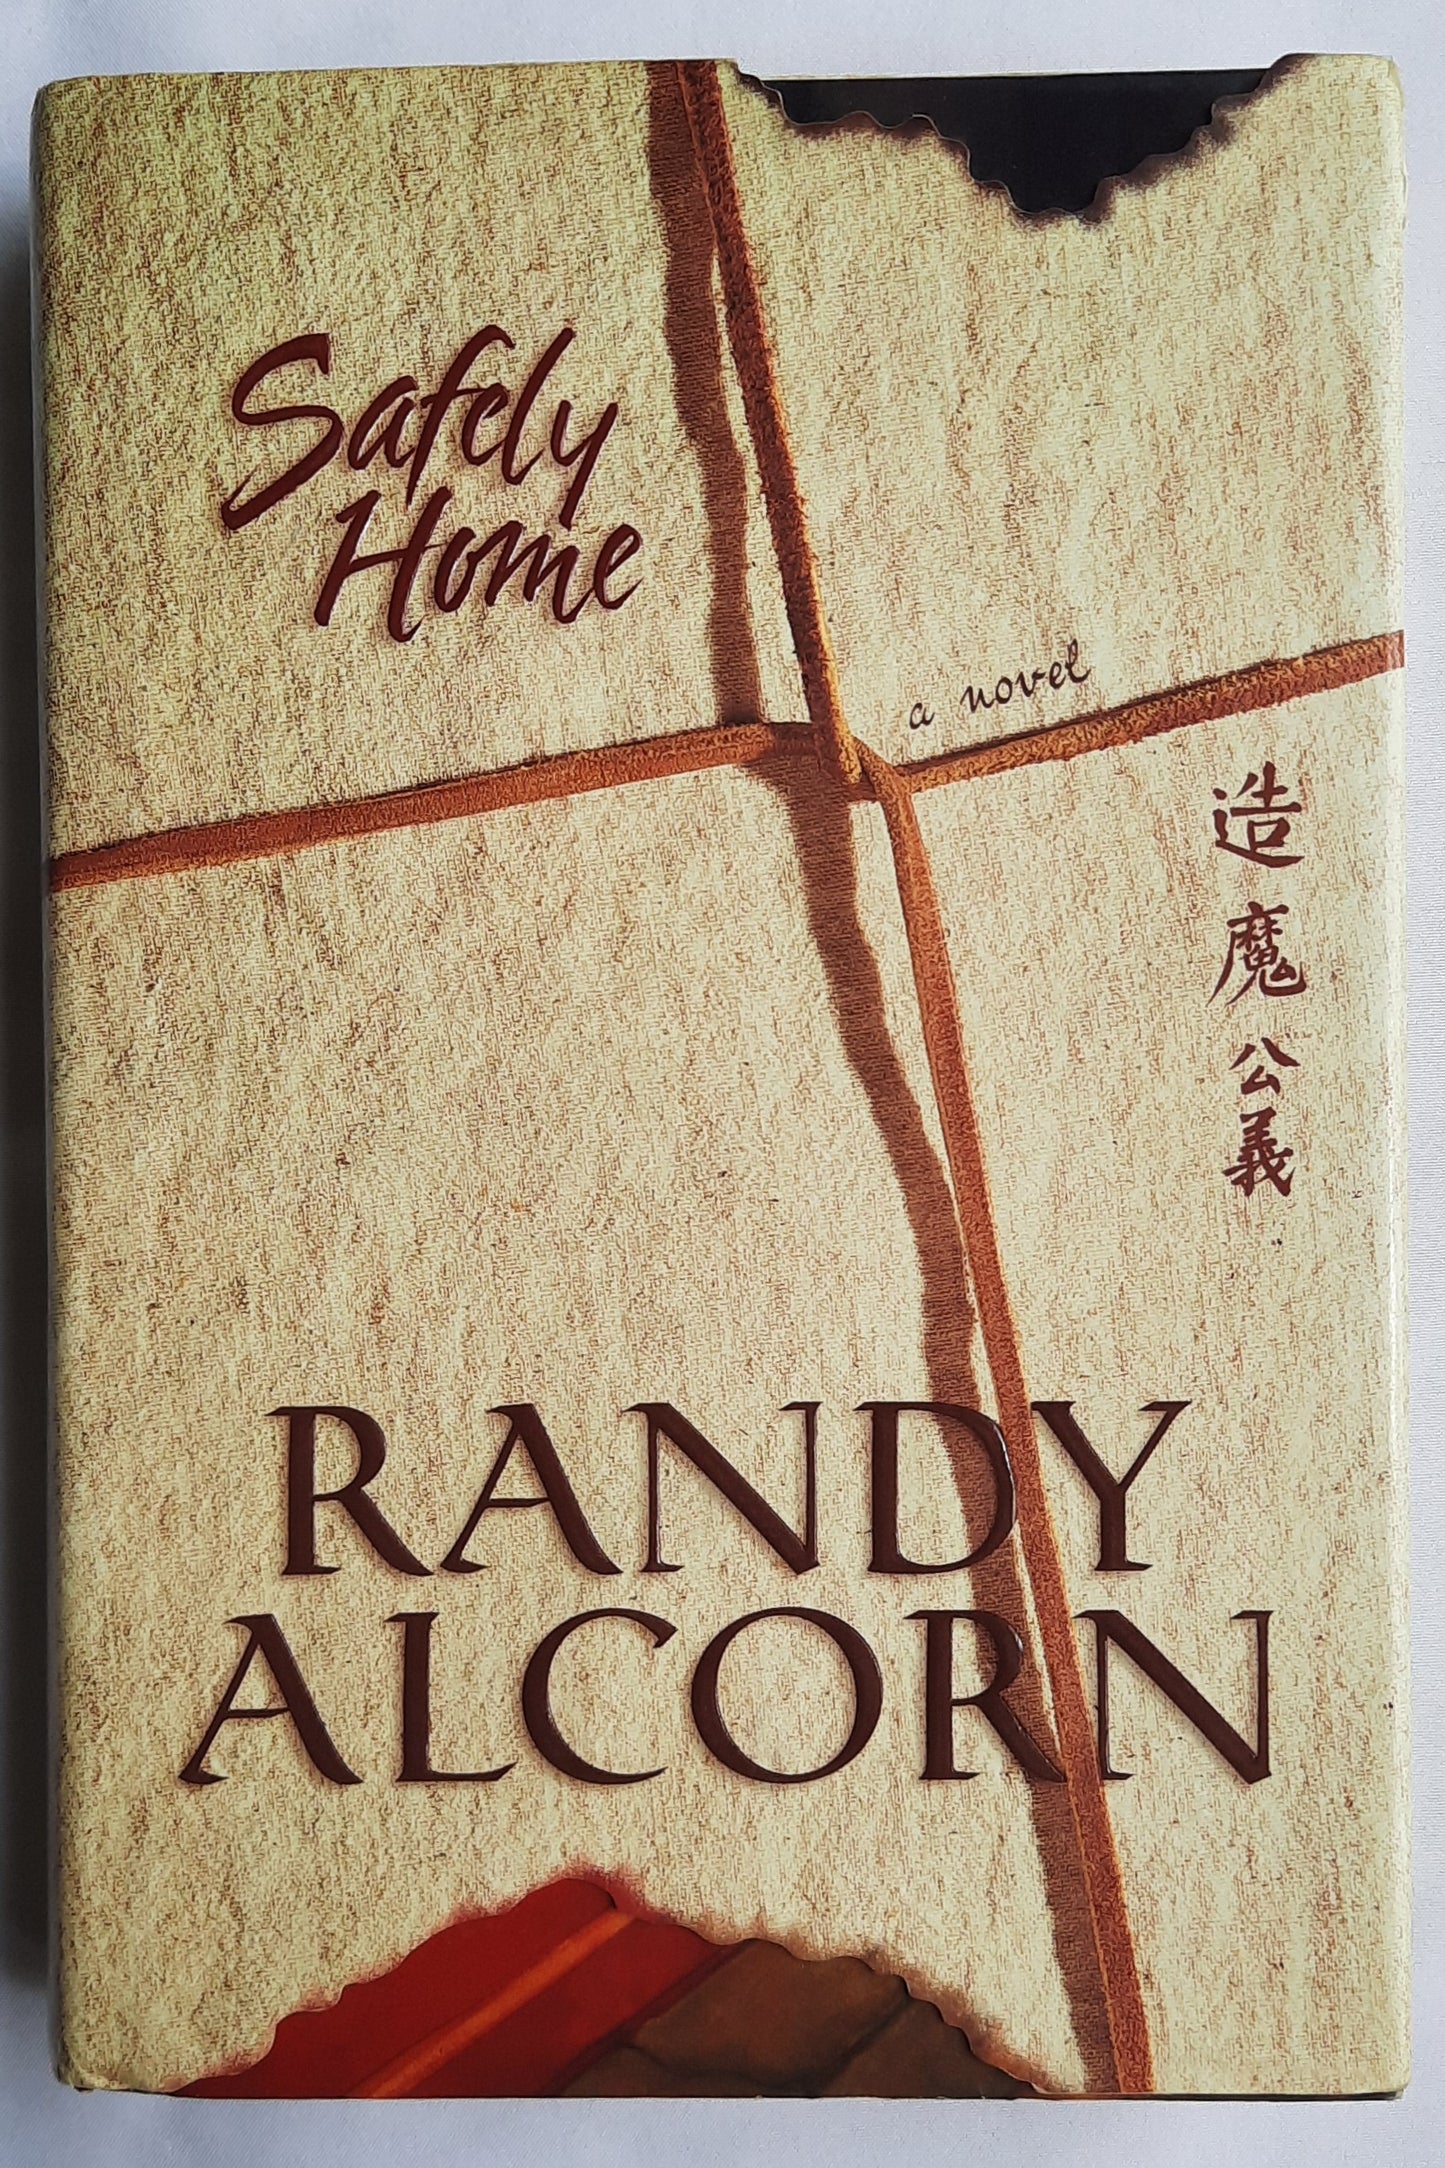 Safely
Home
a novel
造
魔
公
義
RANDY
ALCORN